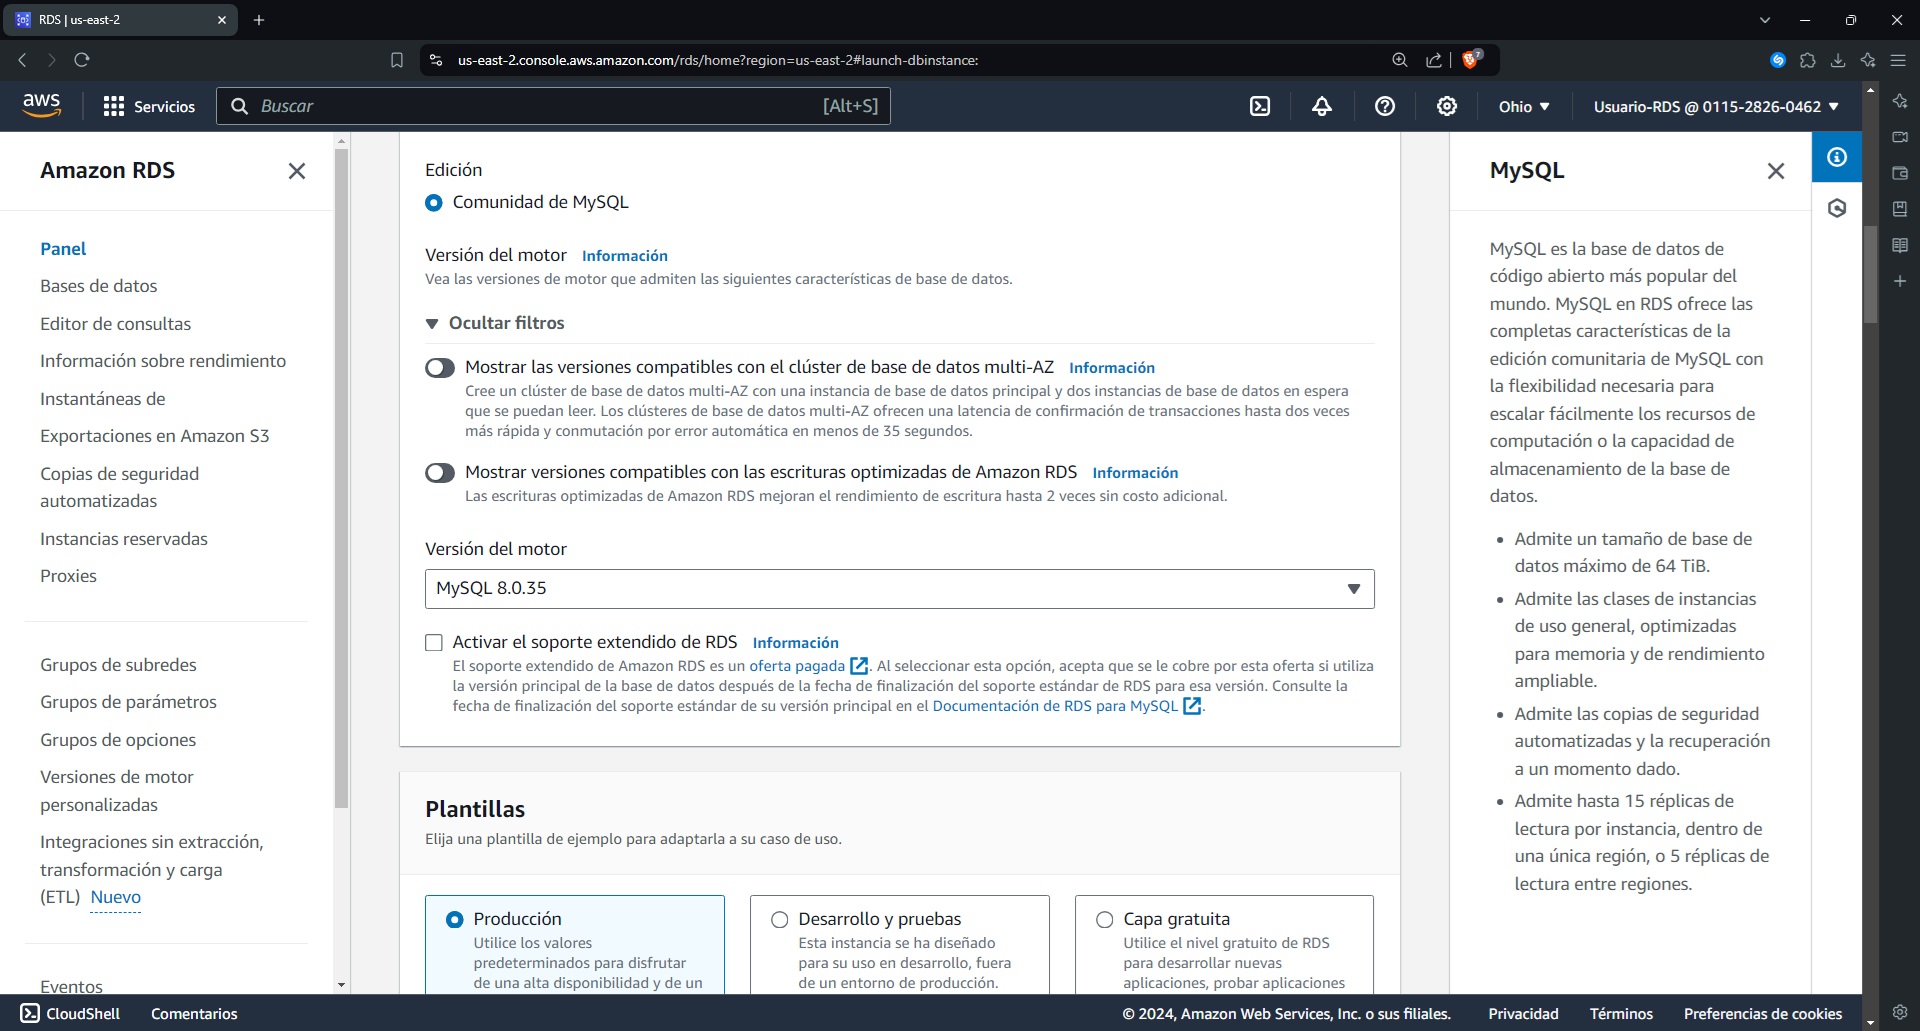 RDS | us-east-2
us-east-2.console.aws.amazon.com/rds/home?region=us-east-2#launch-dbinstance:
7
aws
Servicios
Buscar
[Alt+S]
Ohio
Usuario-RDS @ 0115-2826-0462
Amazon RDS
Panel
Bases de datos
Editor de consultas
Información sobre rendimiento
Instantáneas de
Exportaciones en Amazon S3
Copias de seguridad
automatizadas
Instancias reservadas
Proxies
Grupos de subredes
Grupos de parámetros
Grupos de opciones
Versiones de motor
personalizadas
Integraciones sin extracción,
transformación y carga
(ETL) Nuevo
Eventos
Edición
Comunidad de MySQL
Versión del motor Información
Vea las versiones de motor que admiten las siguientes características de base de datos.
Ocultar filtros
Mostrar las versiones compatibles con el clúster de base de datos multi-AZ Información
Cree un clúster de base de datos multi-AZ con una instancia de base de datos principal y dos instancias de base de datos en espera
que se puedan leer. Los clústeres de base de datos multi-AZ ofrecen una latencia de confirmación de transacciones hasta dos veces
más rápida y conmutación por error automática en menos de 35 segundos.
Mostrar versiones compatibles con las escrituras optimizadas de Amazon RDS Información
Las escrituras optimizadas de Amazon RDS mejoran el rendimiento de escritura hasta 2 veces sin costo adicional.
Versión del motor
MySQL 8.0.35
Activar el soporte extendido de RDS Información
El soporte extendido de Amazon RDS es un oferta pagada. Al seleccionar esta opción, acepta que se le cobre por esta oferta si utiliza
la versión principal de la base de datos después de la fecha de finalización del soporte estándar de RDS para esa versión. Consulte la
fecha de finalización del soporte estándar de su versión principal en el Documentación de RDS para MySQL.
Plantillas
Elija una plantilla de ejemplo para adaptarla a su caso de uso.
Producción
Utilice los valores
predeterminados para disfrutar
de una alta disponibilidad y de un
Desarrollo y pruebas
Esta instancia se ha diseñado
para su uso en desarrollo, fuera
de un entorno de producción.
Capa gratuita
Utilice el nivel gratuito de RDS
para desarrollar nuevas
aplicaciones, probar aplicaciones
MySQL
MySQL es la base de datos de
código abierto más popular del
mundo. MySQL en RDS ofrece las
completas características de la
edición comunitaria de MySQL con
la flexibilidad necesaria para
escalar fácilmente los recursos de
computación o la capacidad de
almacenamiento de la base de
datos.
• Admite un tamaño de base de
datos máximo de 64 TiB.
• Admite las clases de instancias
de uso general, optimizadas
para memoria y de rendimiento
ampliable.
• Admite las copias de seguridad
automatizadas y la recuperación
a un momento dado.
• Admite hasta 15 réplicas de
lectura por instancia, dentro de
una única región, o 5 réplicas de
lectura entre regiones.
CloudShell
Comentarios
© 2024, Amazon Web Services, Inc. o sus filiales.
Privacidad
Términos
Preferencias de cookies